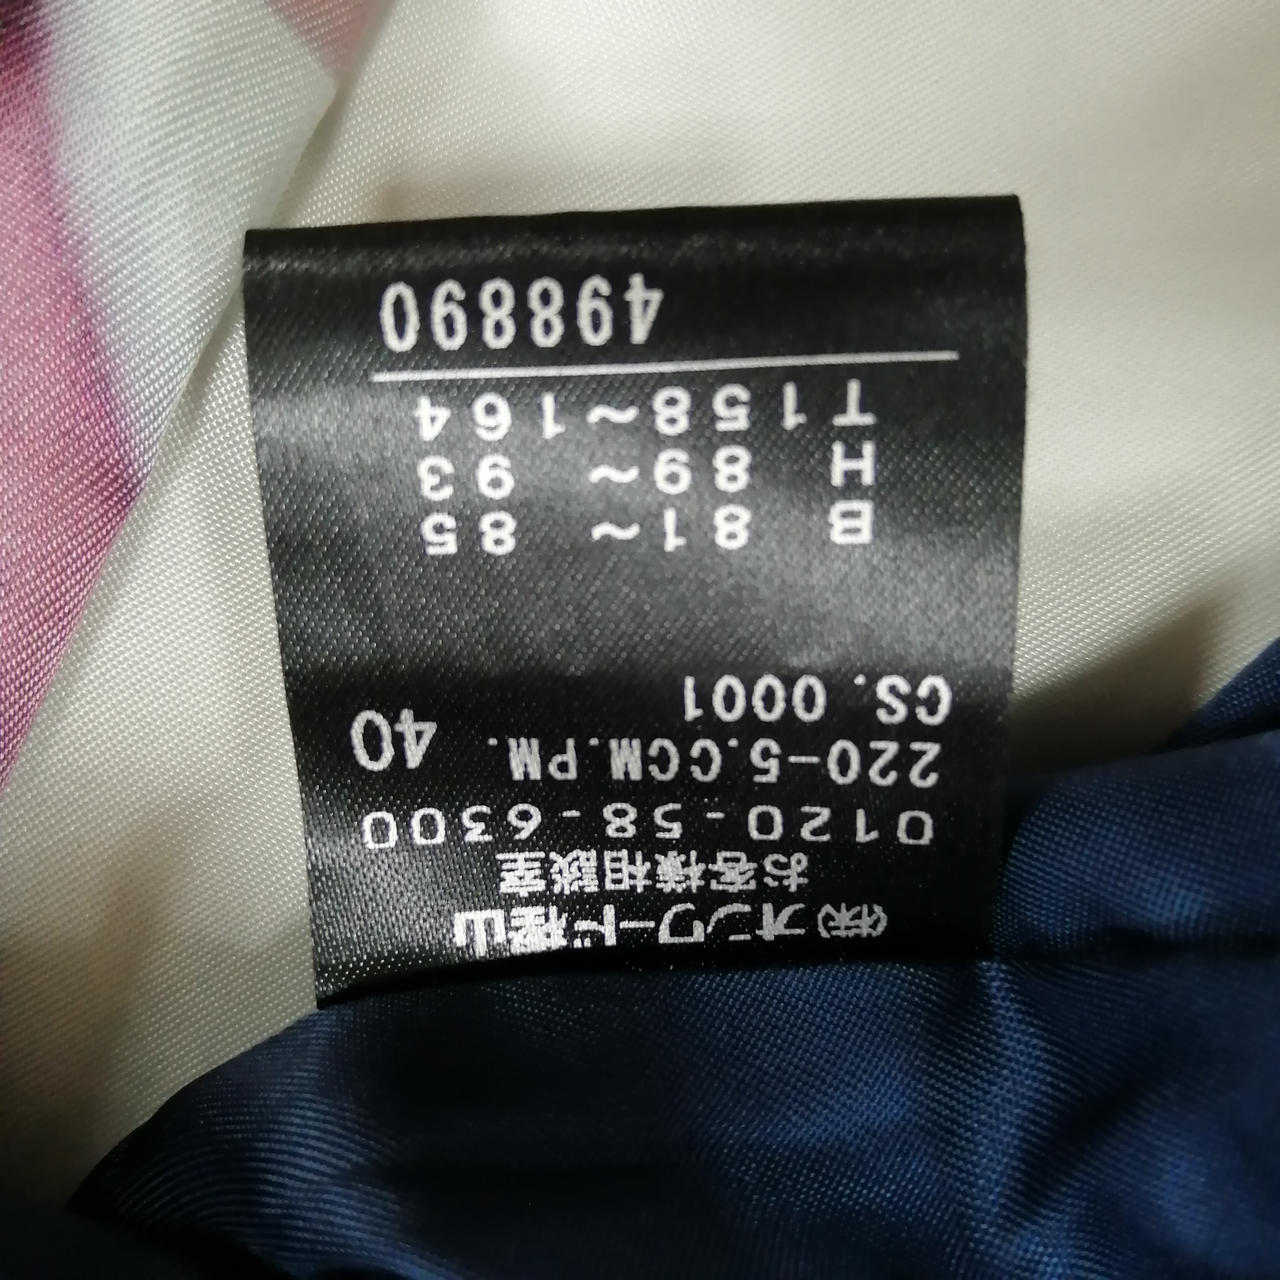 (株)オンワード樫山
お客様相談室
0120-58-6300
220-5.CCM.PM. 40
CS. 0001
B 81~ 85
H 89~ 93
T158~164
498890